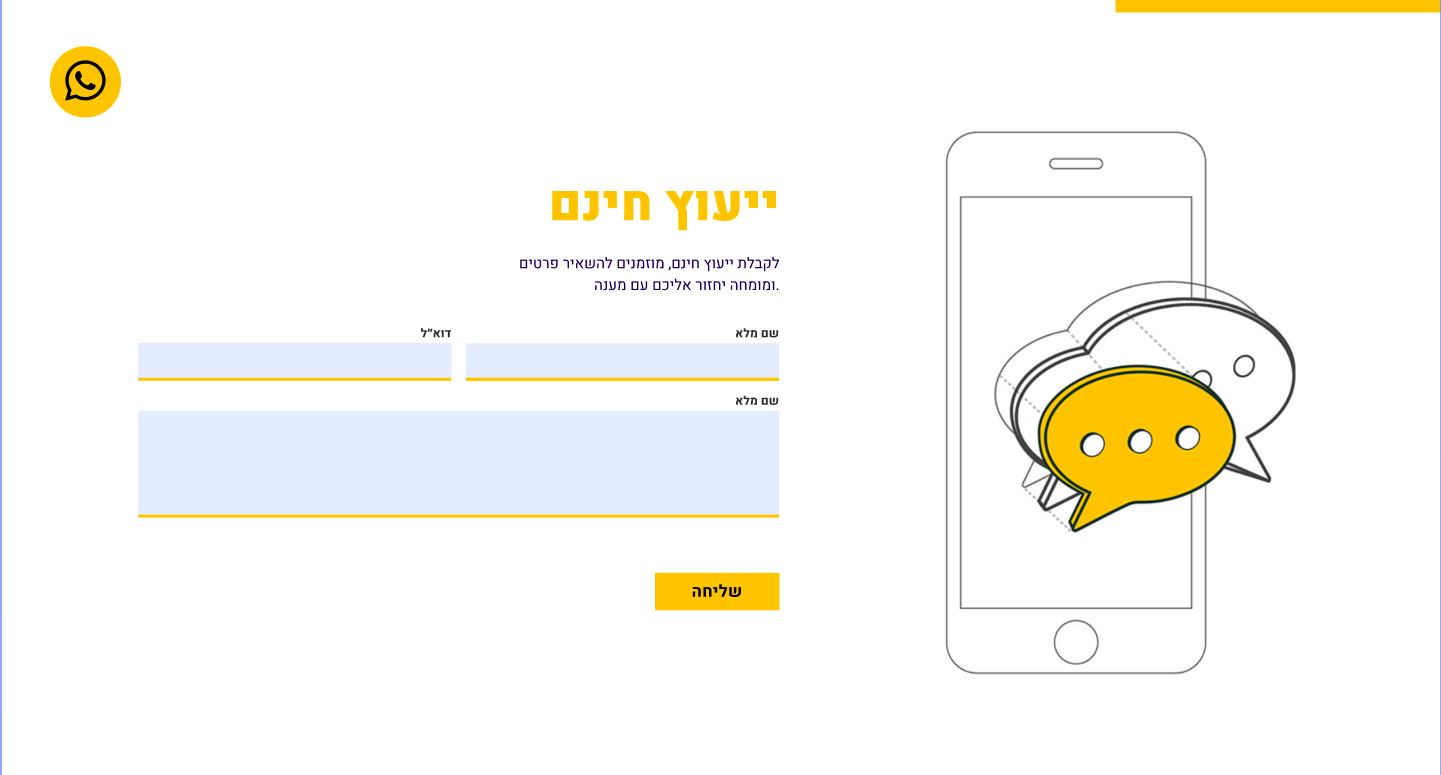 ייעוץ חינם
לקבלת ייעוץ חינם, מוזמנים להשאיר פרטים
ומומחה יחזור אליכם עם מענה.
שם מלא
דוא״ל
שם מלא
שליחה